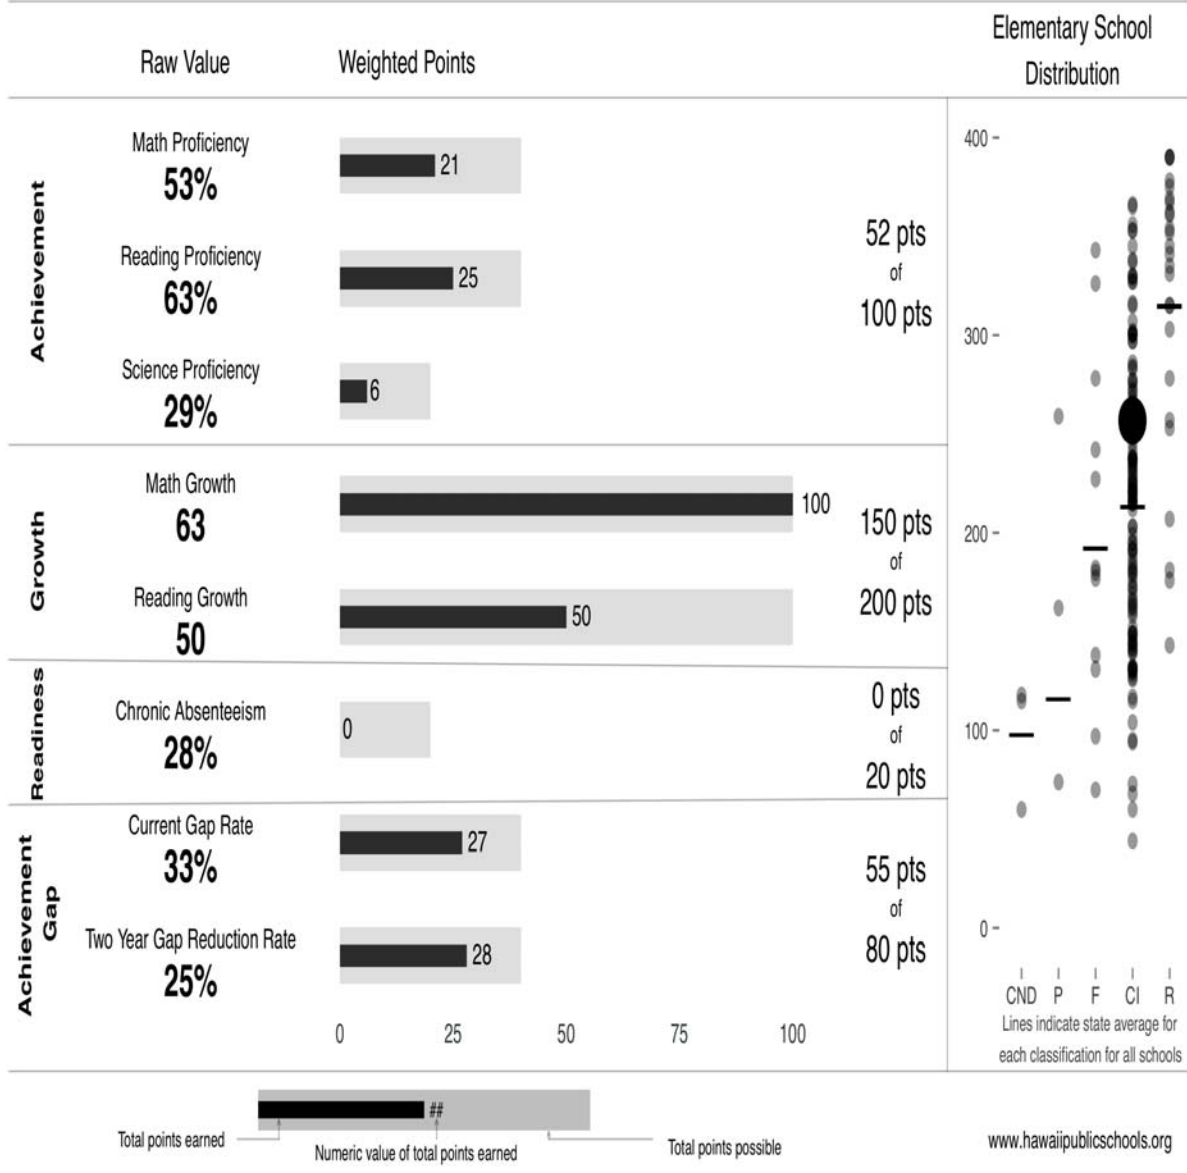 Raw Value
Weighted Points
Elementary School
Distribution
Achievement
Math Proficiency
53%
21
Reading Proficiency
63%
25
Science Proficiency
29%
6
52 pts
of
100 pts
Growth
Math Growth
63
100
Reading Growth
50
50
150 pts
of
200 pts
Readiness
Chronic Absenteeism
28%
0
0 pts
of
20 pts
Achievement
Gap
Current Gap Rate
33%
27
Two Year Gap Reduction Rate
25%
28
55 pts
of
80 pts
0 25 50 75 100
400
300
200
100
0
CND P F CI R
Lines indicate state average for
each classification for all schools
##
Total points earned
Numeric value of total points earned
Total points possible
www.hawaiipublicschools.org